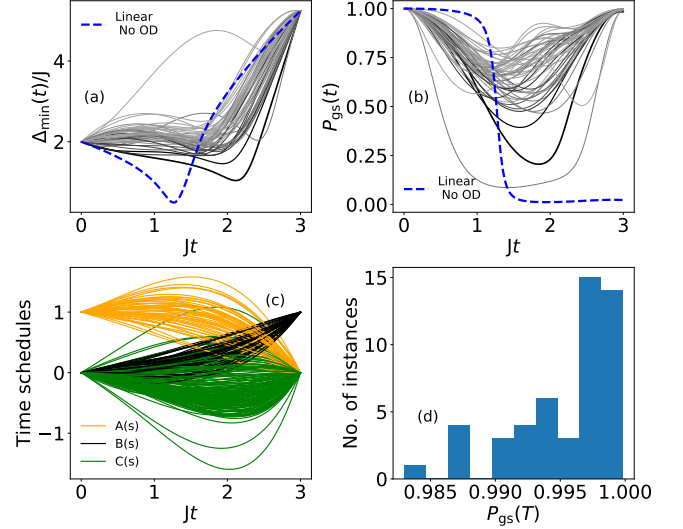 Linear
No OD
4
2
Δmin(t)/J
(a)
0
1
2
3
Jt
1.00
0.75
0.50
0.25
0.00
Pgs(t)
(b)
Linear
No OD
0
1
2
3
Jt
1
0
−1
Time schedules
(c)
A(s)
B(s)
C(s)
0
1
2
3
Jt
15
10
5
0
No. of instances
(d)
0.985
0.990
0.995
1.000
Pgs(T)